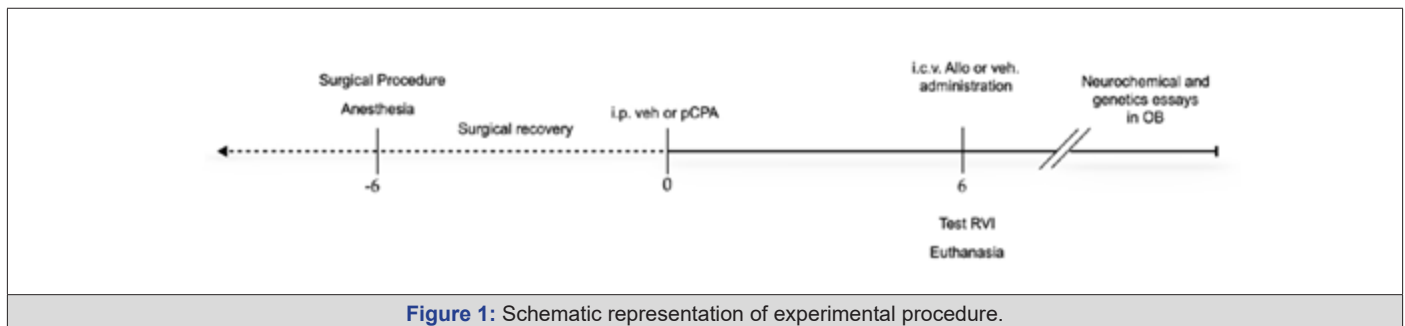 Surgical Procedure
Anesthesia
Surgical recovery
i.p. veh or pCPA
i.c.v. Allo or veh.
administration
Neurochemical and
genetics essays
in OB
-6
0
6
Test RVI
Euthanasia
Figure 1: Schematic representation of experimental procedure.